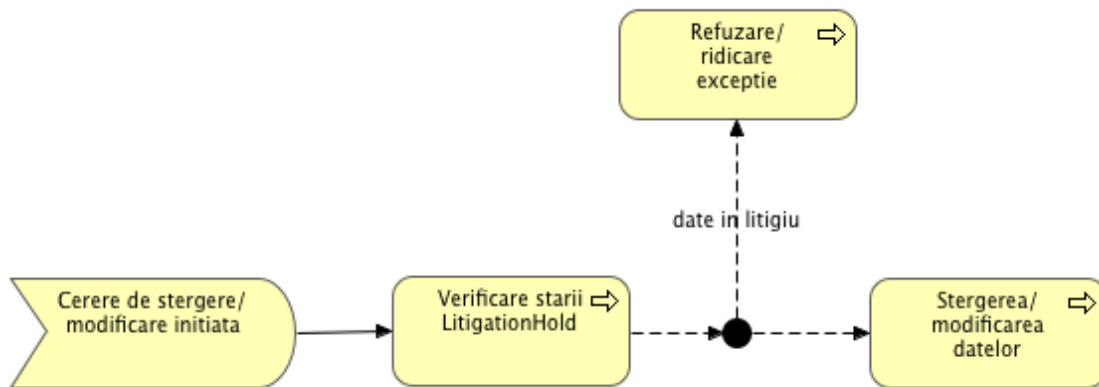 Refuzare/
ridicare
exceptie
date in litigiu
Cerere de stergere/
modificare initiata
Verificare starii
LitigationHold
Stergerea/
modificarea
datelor